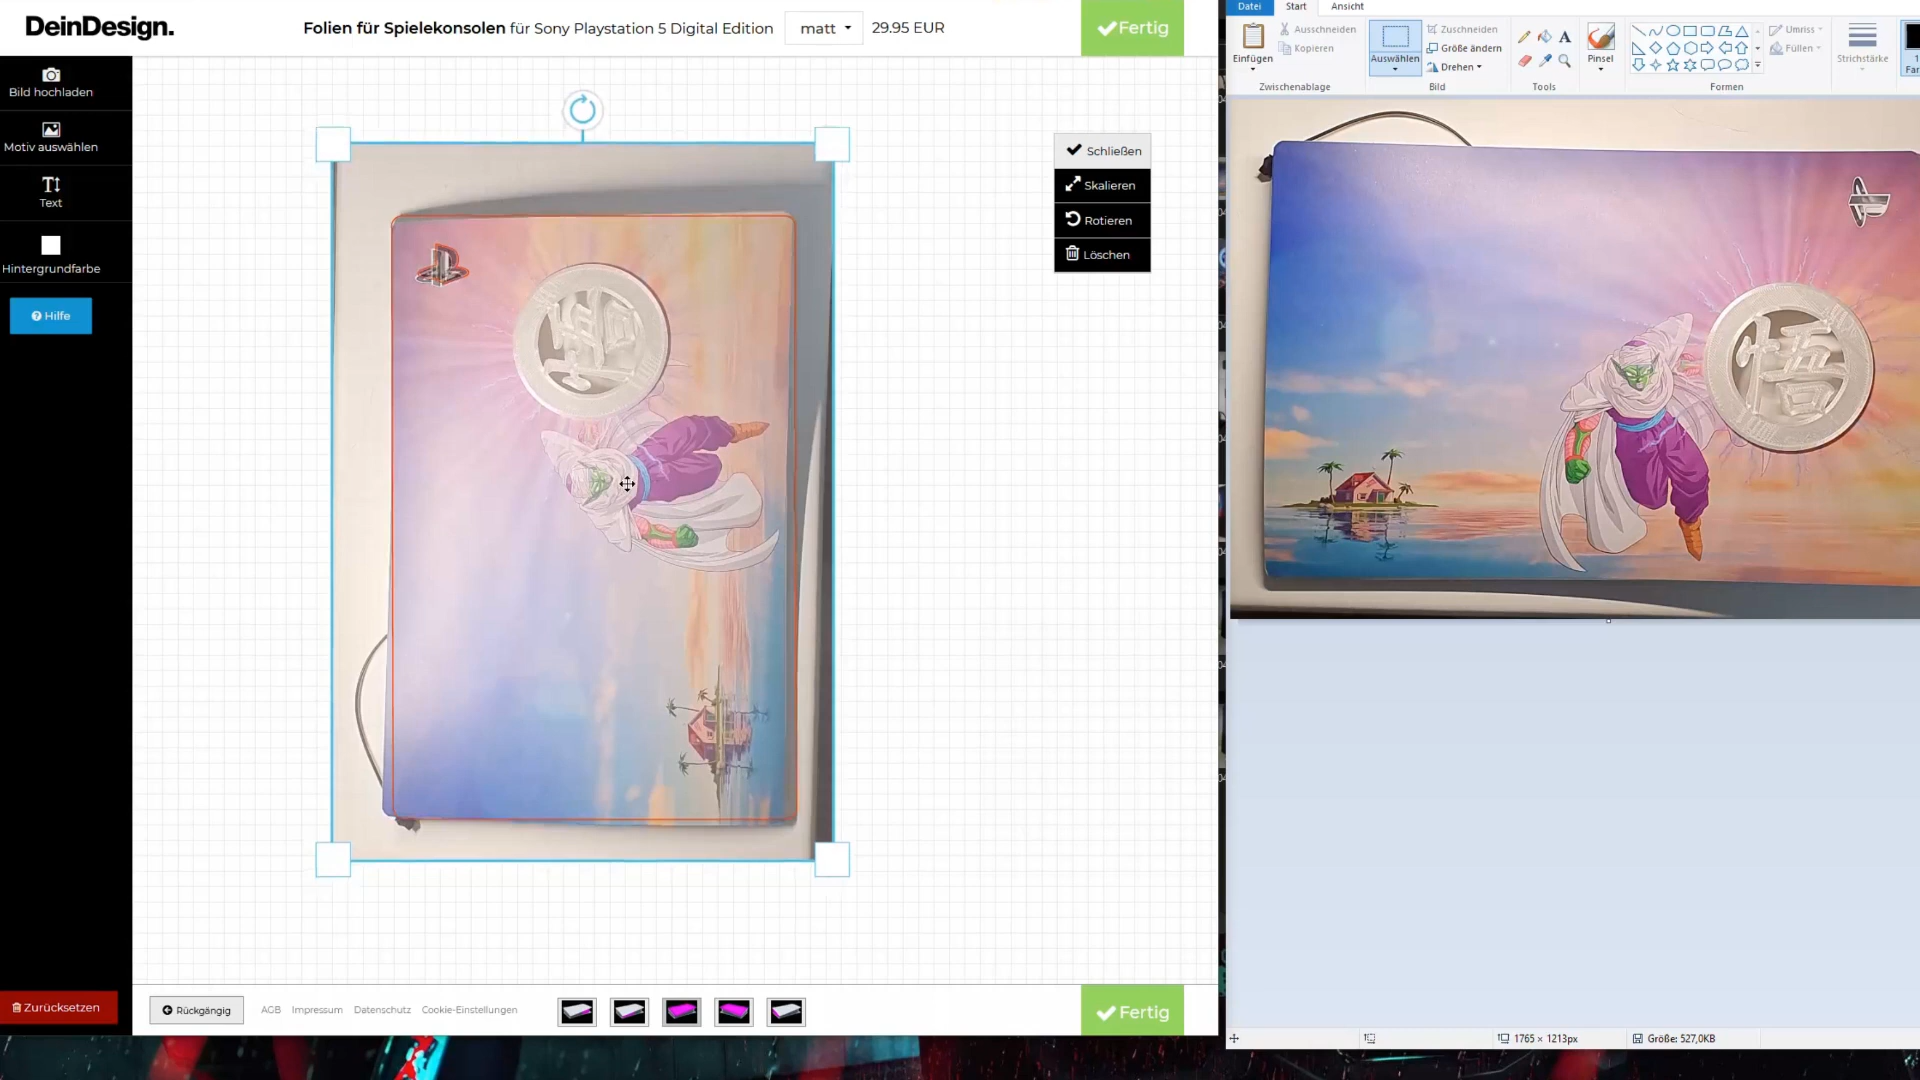 DeinDesign.
Folien für Spielekonsolen für Sony Playstation 5 Digital Edition
matt
29.95 EUR
Fertig
Bild hochladen
Motiv auswählen
Text
Hintergrundfarbe
Hilfe
Zurücksetzen
Schließen
Skalieren
Rotieren
Löschen
Rückgängig
AGB
Impressum
Datenschutz
Cookie-Einstellungen
Fertig
Datei
Start
Ansicht
Einfügen
Ausschneiden
Kopieren
Zwischenablage
Auswählen
Zuschneiden
Größe ändern
Drehen
Bild
Tools
Pinsel
Formen
Umriss
Füllen
Strichstärke
悟
1765 × 1213px
Größe: 527,0KB